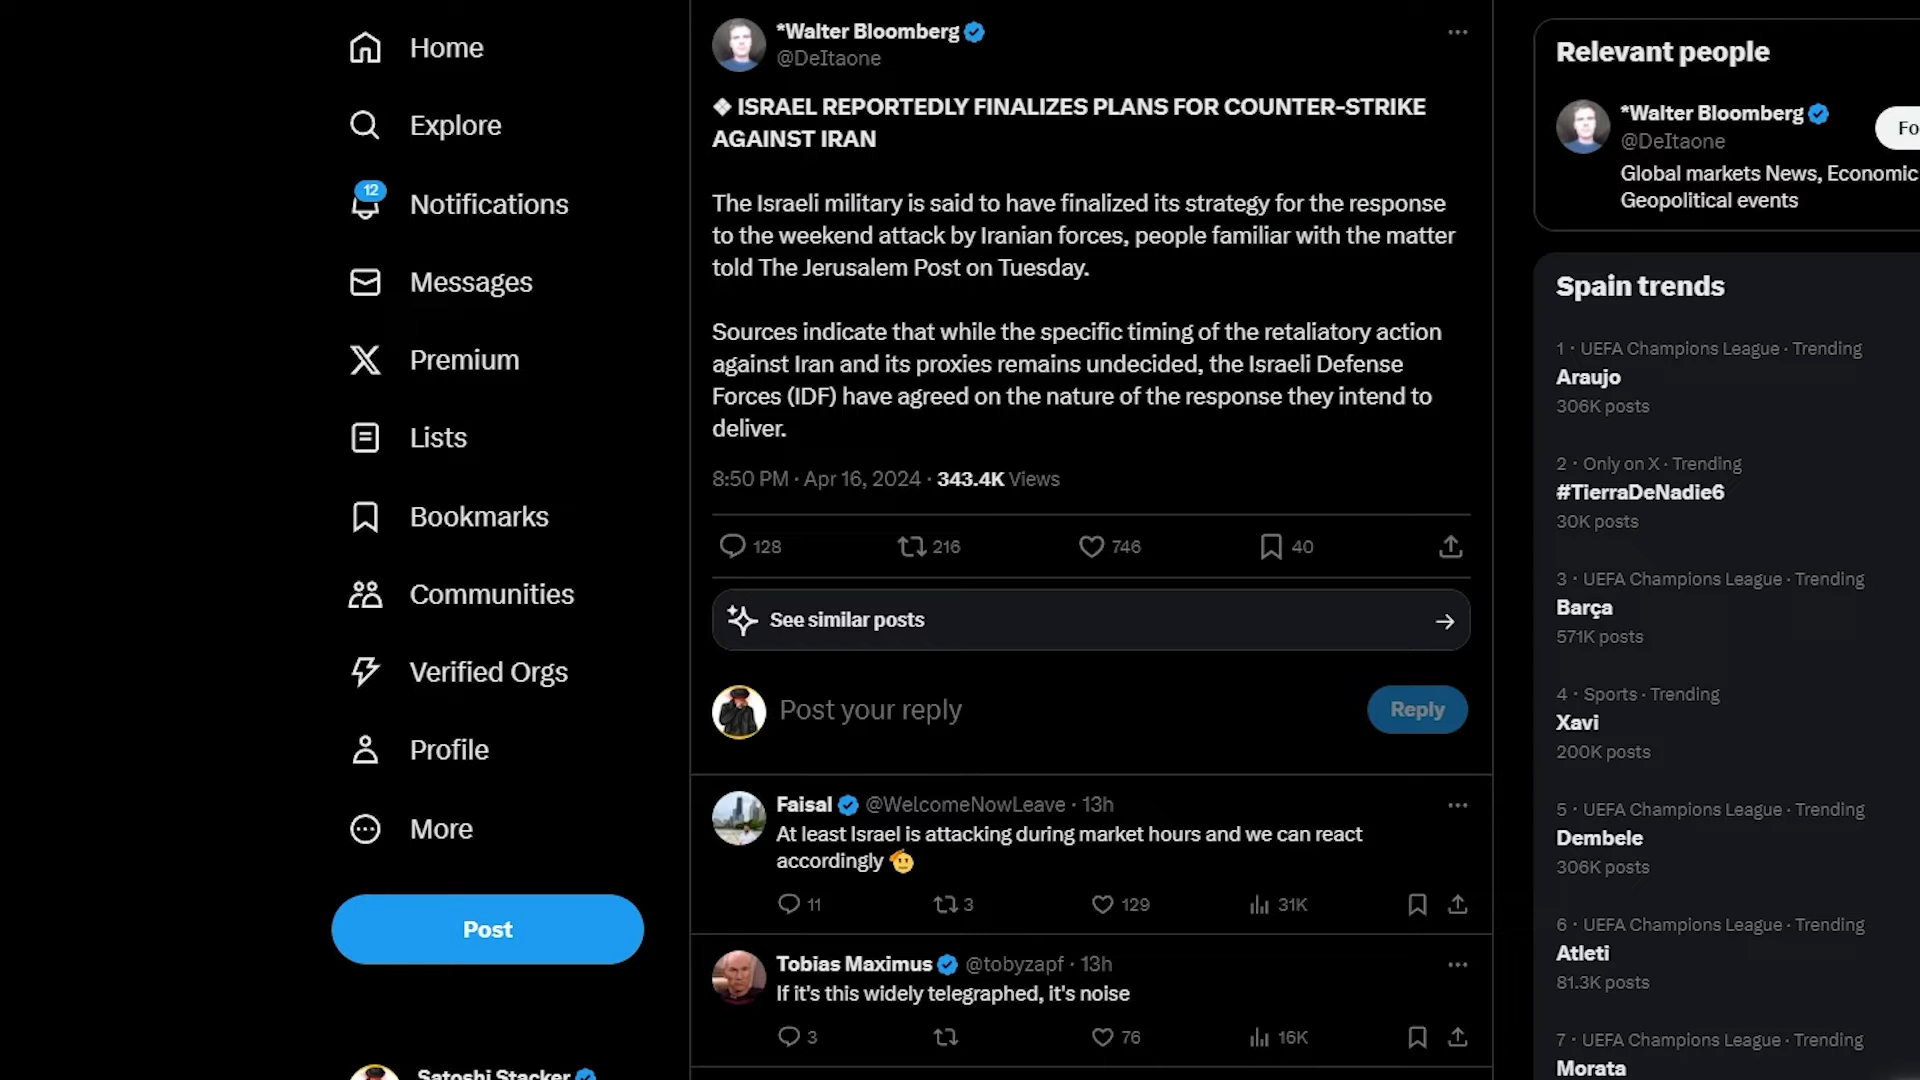 Home
Explore
12
Notifications
Messages
Premium
Lists
Bookmarks
Communities
Verified Orgs
Profile
More
Post
Satoshi Stacker
*Walter Bloomberg
@DeItaone
❖ ISRAEL REPORTEDLY FINALIZES PLANS FOR COUNTER-STRIKE
AGAINST IRAN
The Israeli military is said to have finalized its strategy for the response
to the weekend attack by Iranian forces, people familiar with the matter
told The Jerusalem Post on Tuesday.
Sources indicate that while the specific timing of the retaliatory action
against Iran and its proxies remains undecided, the Israeli Defense
Forces (IDF) have agreed on the nature of the response they intend to
deliver.
8:50 PM · Apr 16, 2024 · 343.4K Views
128 216 746 40
See similar posts
Post your reply
Reply
Faisal @WelcomeNowLeave · 13h
At least Israel is attacking during market hours and we can react
accordingly 🫡
11 3 129 31K
Tobias Maximus @tobyzapf · 13h
If it's this widely telegraphed, it's noise
3 76 16K
Relevant people
*Walter Bloomberg
@DeItaone
Fo
Global markets News, Economic
Geopolitical events
Spain trends
1 · UEFA Champions League · Trending
Araujo
306K posts
2 · Only on X · Trending
#TierraDeNadie6
30K posts
3 · UEFA Champions League · Trending
Barça
571K posts
4 · Sports · Trending
Xavi
200K posts
5 · UEFA Champions League · Trending
Dembele
306K posts
6 · UEFA Champions League · Trending
Atleti
81.3K posts
7 · UEFA Champions League · Trending
Morata